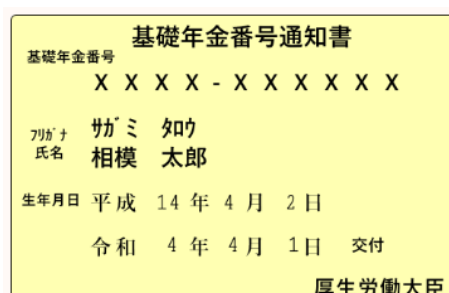 基礎年金番号通知書
基礎年金番号
XXXX-XXXXXX
フリガナ サガミ タロウ
氏名 相模 太郎
生年月日 平成 14年 4月 2日
令和 4年 4月 1日 交付
厚生労働大臣